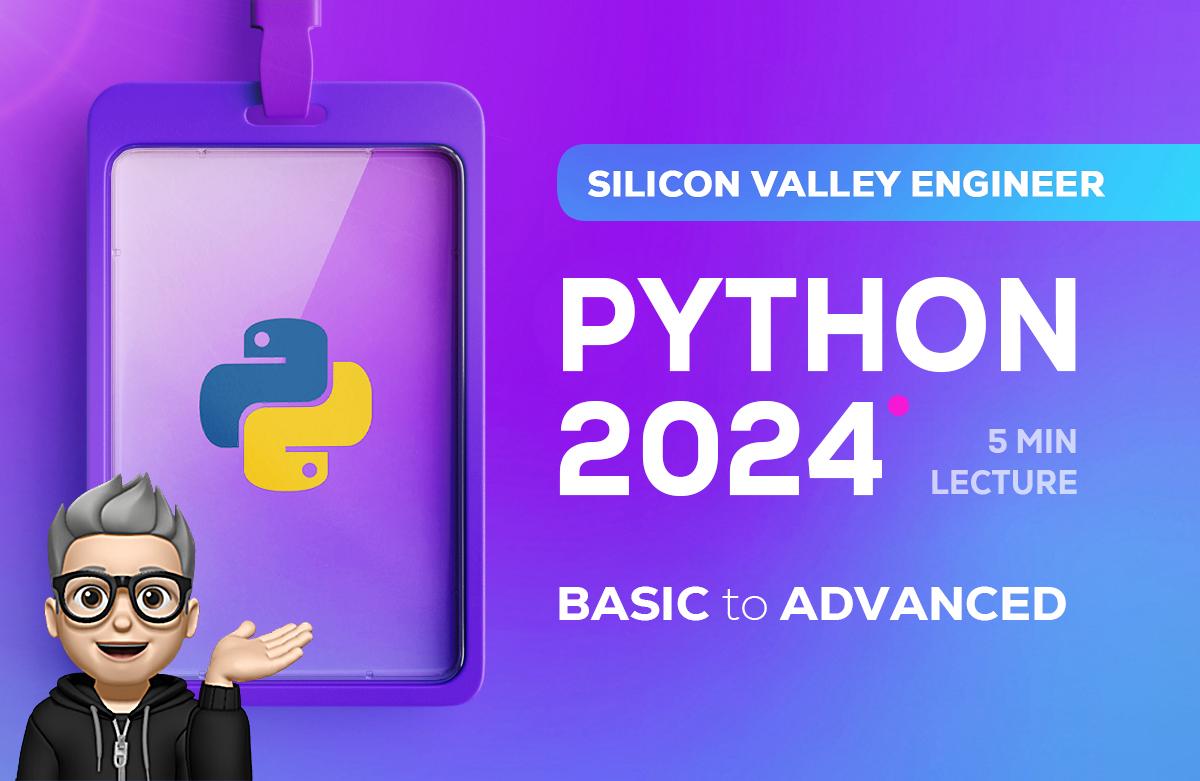 SILICON VALLEY ENGINEER
PYTHON
2024
5 MIN
LECTURE
BASIC to ADVANCED